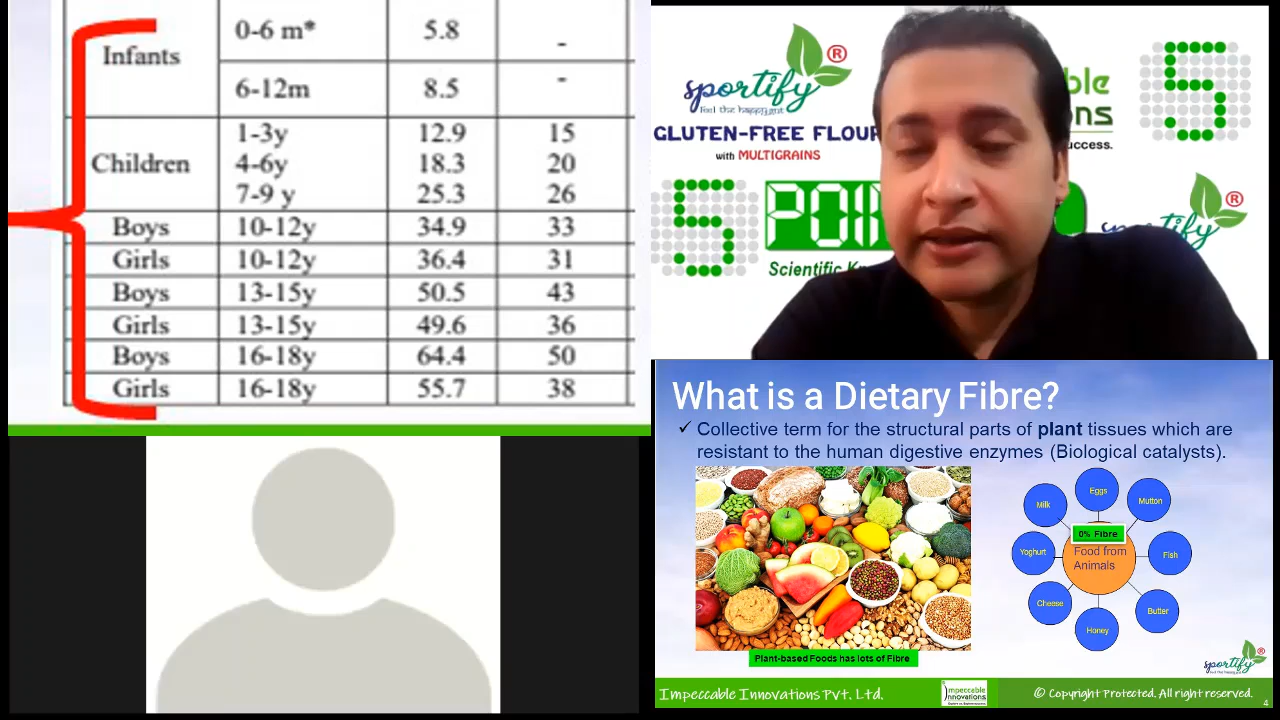 Infants 0-6 m* 5.8 -
6-12m 8.5 -
Children 1-3y 12.9 15
4-6y 18.3 20
7-9 y 25.3 26
Boys 10-12y 34.9 33
Girls 10-12y 36.4 31
Boys 13-15y 50.5 43
Girls 13-15y 49.6 36
Boys 16-18y 64.4 50
Girls 16-18y 55.7 38
sportify ®
Feel the happy gut
GLUTEN-FREE FLOUR
with MULTIGRAINS
5
5
sportify ®
What is a Dietary Fibre?
✓ Collective term for the structural parts of plant tissues which are
resistant to the human digestive enzymes (Biological catalysts).
Eggs
Milk
Mutton
0% Fibre
Food from
Animals
Yoghurt
Fish
Cheese
Butter
Honey
Plant-based Foods has lots of Fibre
sportify ®
Impeccable Innovations Pvt. Ltd.
© Copyright Protected. All right reserved.
4